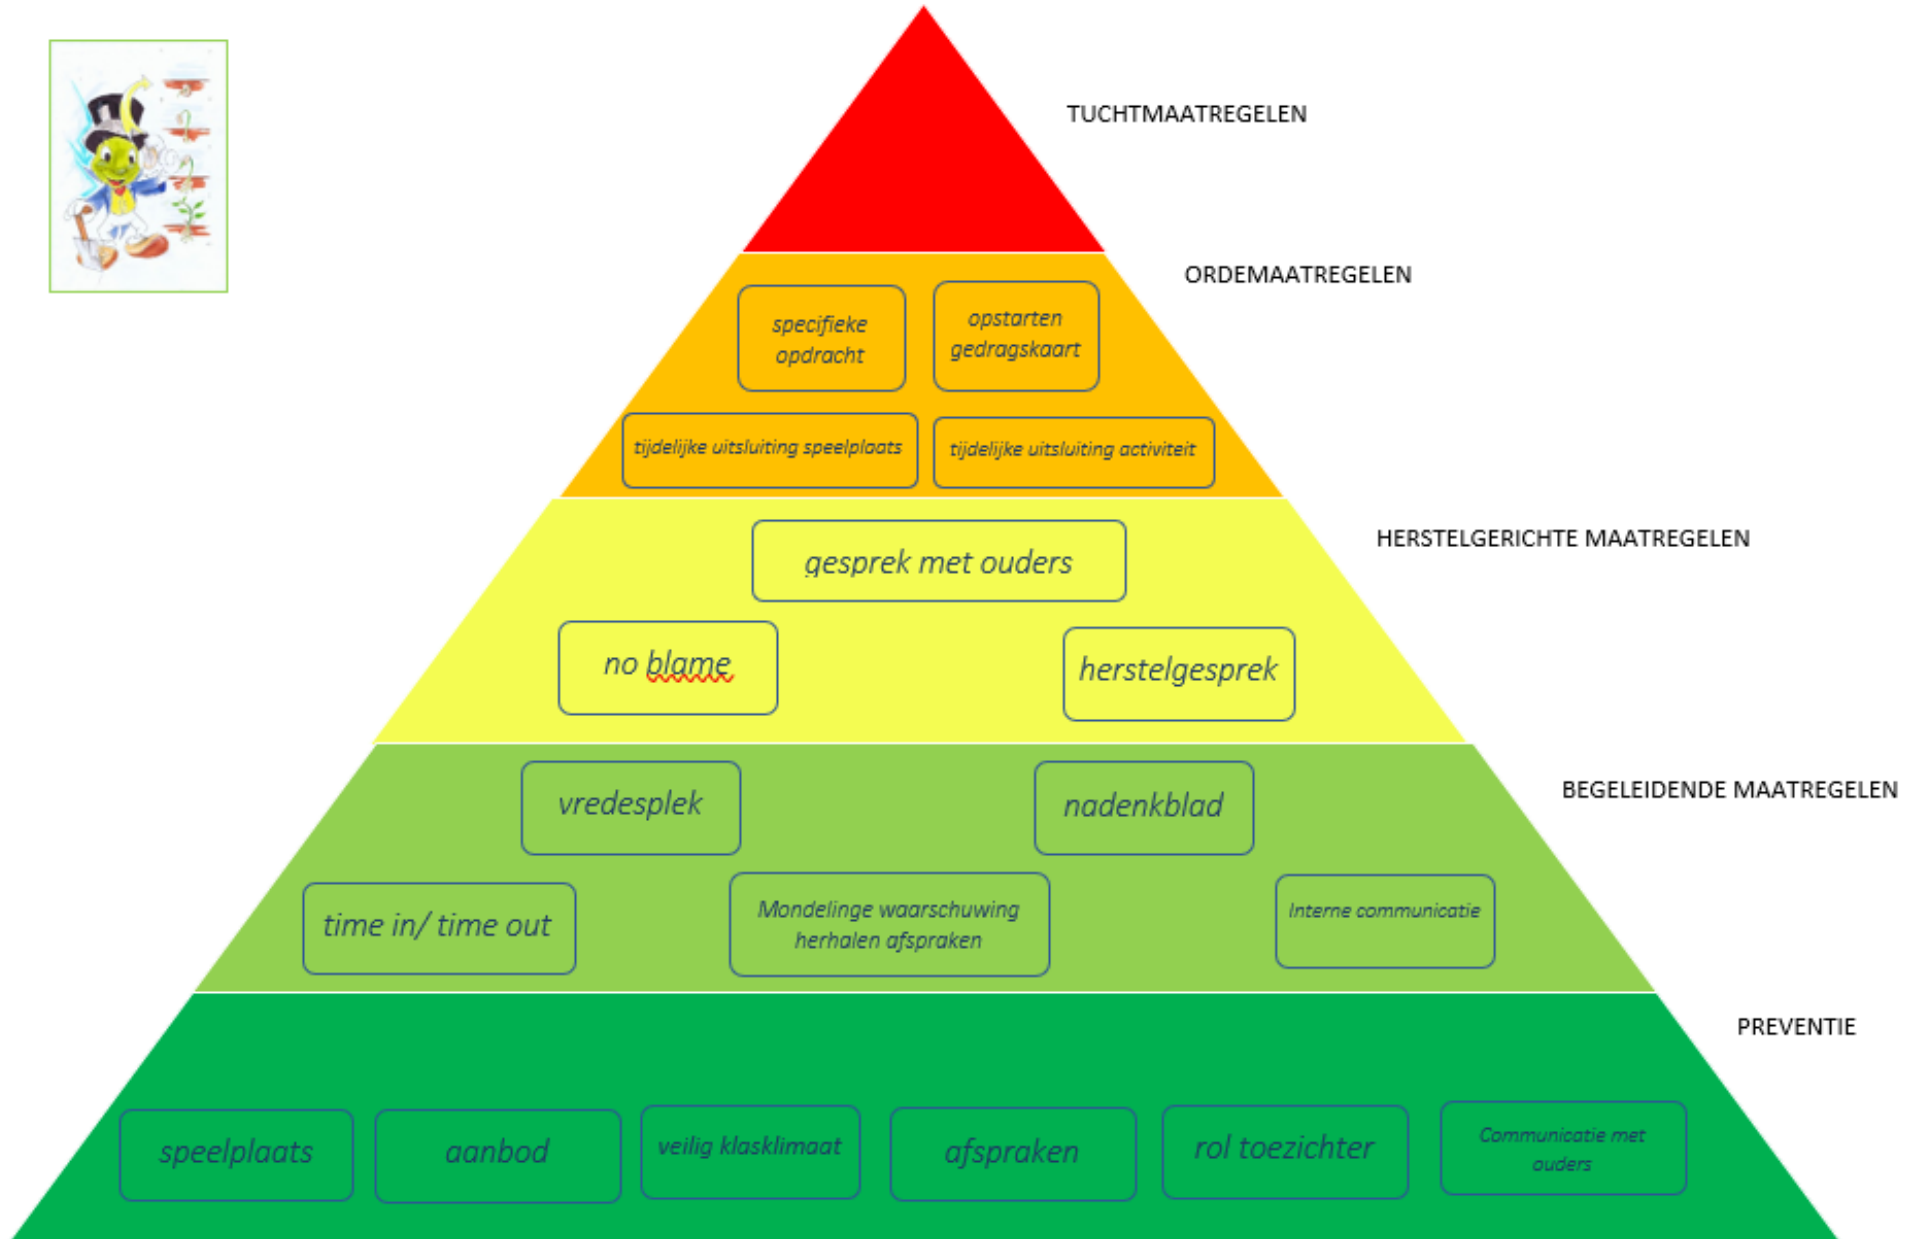 TUCHTMAATREGELEN
ORDEMAATREGELEN
specifieke
opdracht
opstarten
gedragskaart
tijdelijke uitsluiting speelplaats
tijdelijke uitsluiting activiteit
HERSTELGERICHTE MAATREGELEN
gesprek met ouders
no blame
herstelgesprek
BEGELEIDENDE MAATREGELEN
vredesplek
nadenkblad
time in/ time out
Mondelinge waarschuwing
herhalen afspraken
Interne communicatie
PREVENTIE
speelplaats
aanbod
veilig klasklimaat
afspraken
rol toezichter
Communicatie met
ouders